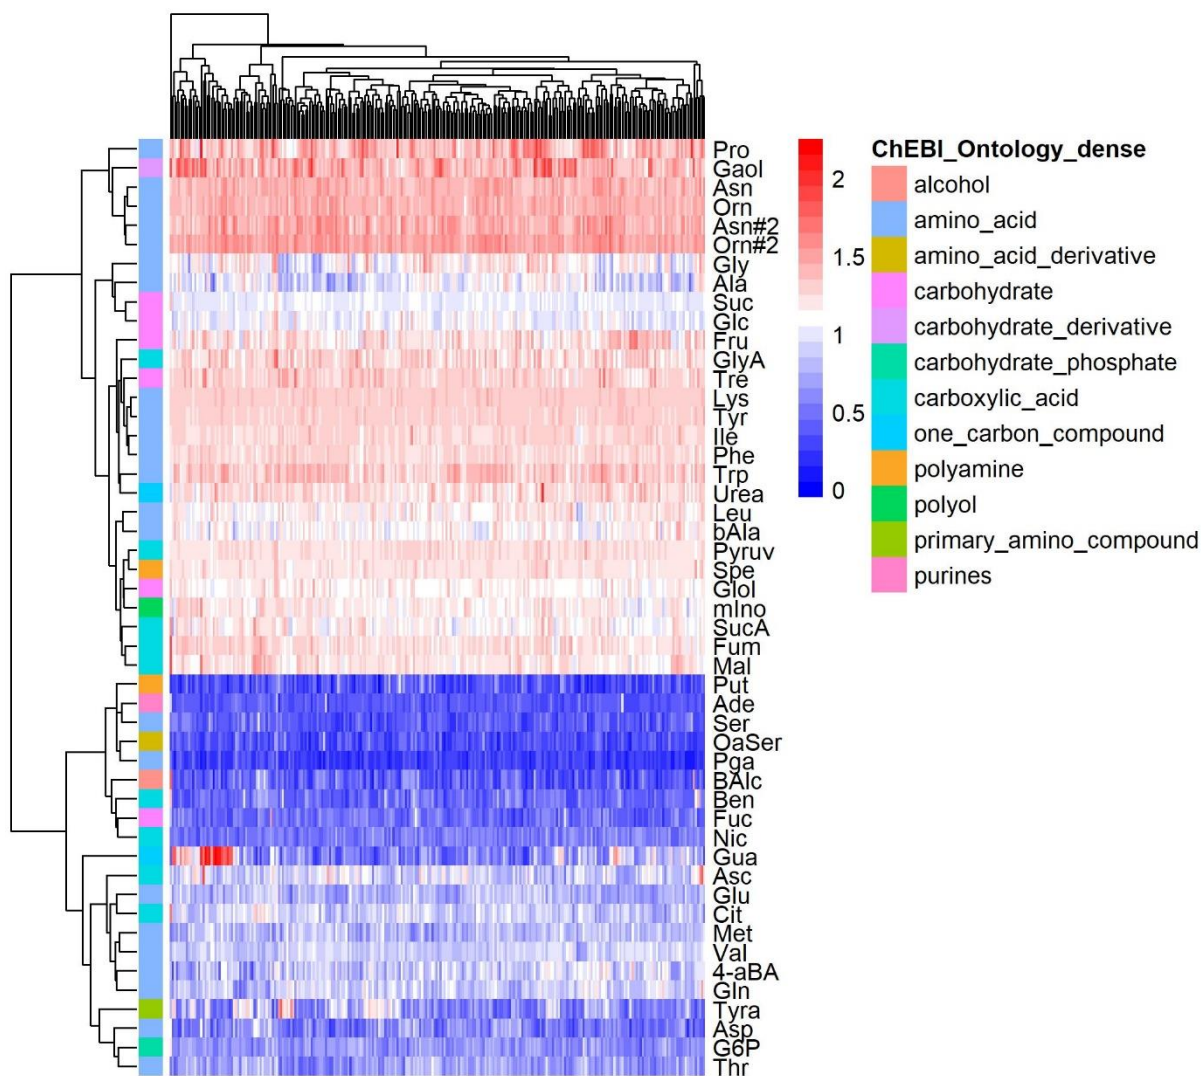 Pro
Gaol
Asn
Orn
Asn#2
Orn#2
Gly
Ala
Suc
Glc
Fru
GlyA
Tre
Lys
Tyr
Ile
Phe
Trp
Urea
Leu
bAla
Pyruv
Spe
Glol
mIno
SucA
Fum
Mal
Put
Ade
Ser
OaSer
Pga
BAlc
Ben
Fuc
Nic
Gua
Asc
Glu
Cit
Met
Val
4-aBA
Gln
Tyra
Asp
G6P
Thr
2
1.5
1
0.5
0
ChEBI_Ontology_dense
alcohol
amino_acid
amino_acid_derivative
carbohydrate
carbohydrate_derivative
carbohydrate_phosphate
carboxylic_acid
one_carbon_compound
polyamine
polyol
primary_amino_compound
purines